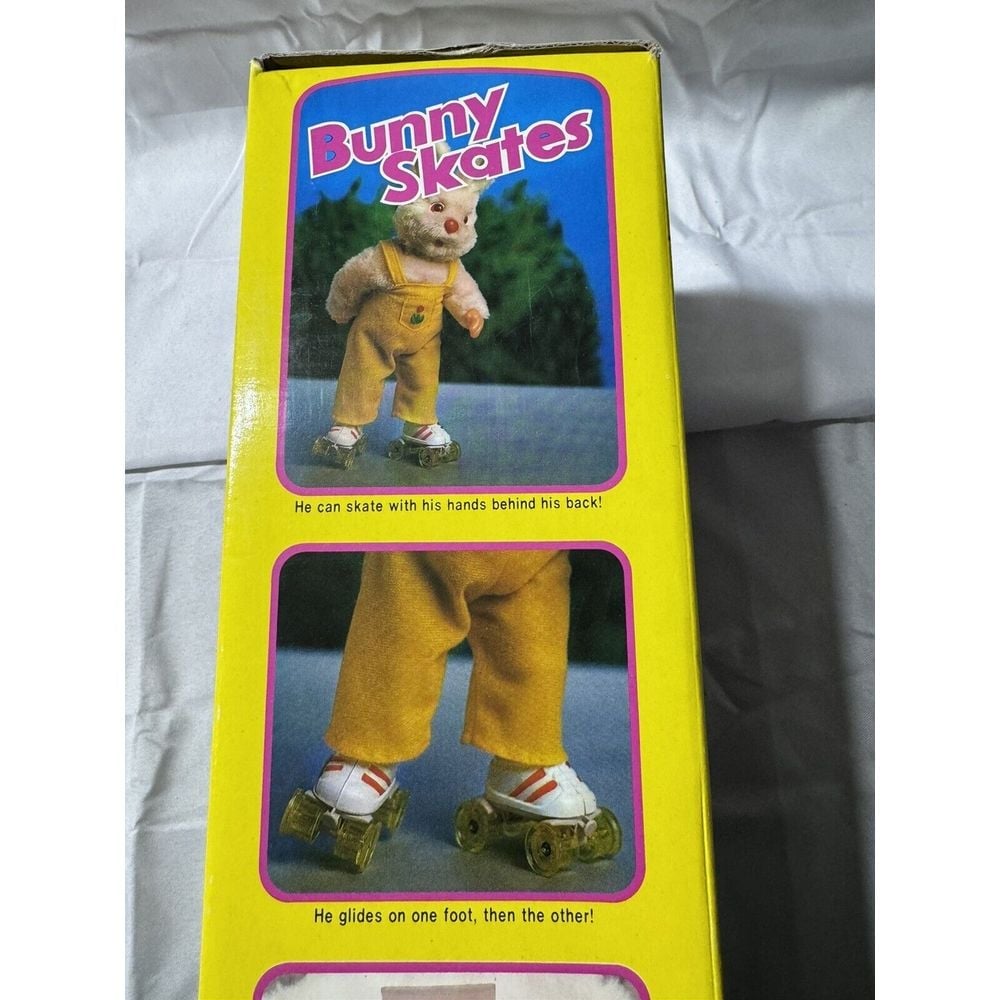 Bunny
Skates
He can skate with his hands behind his back!
He glides on one foot, then the other!